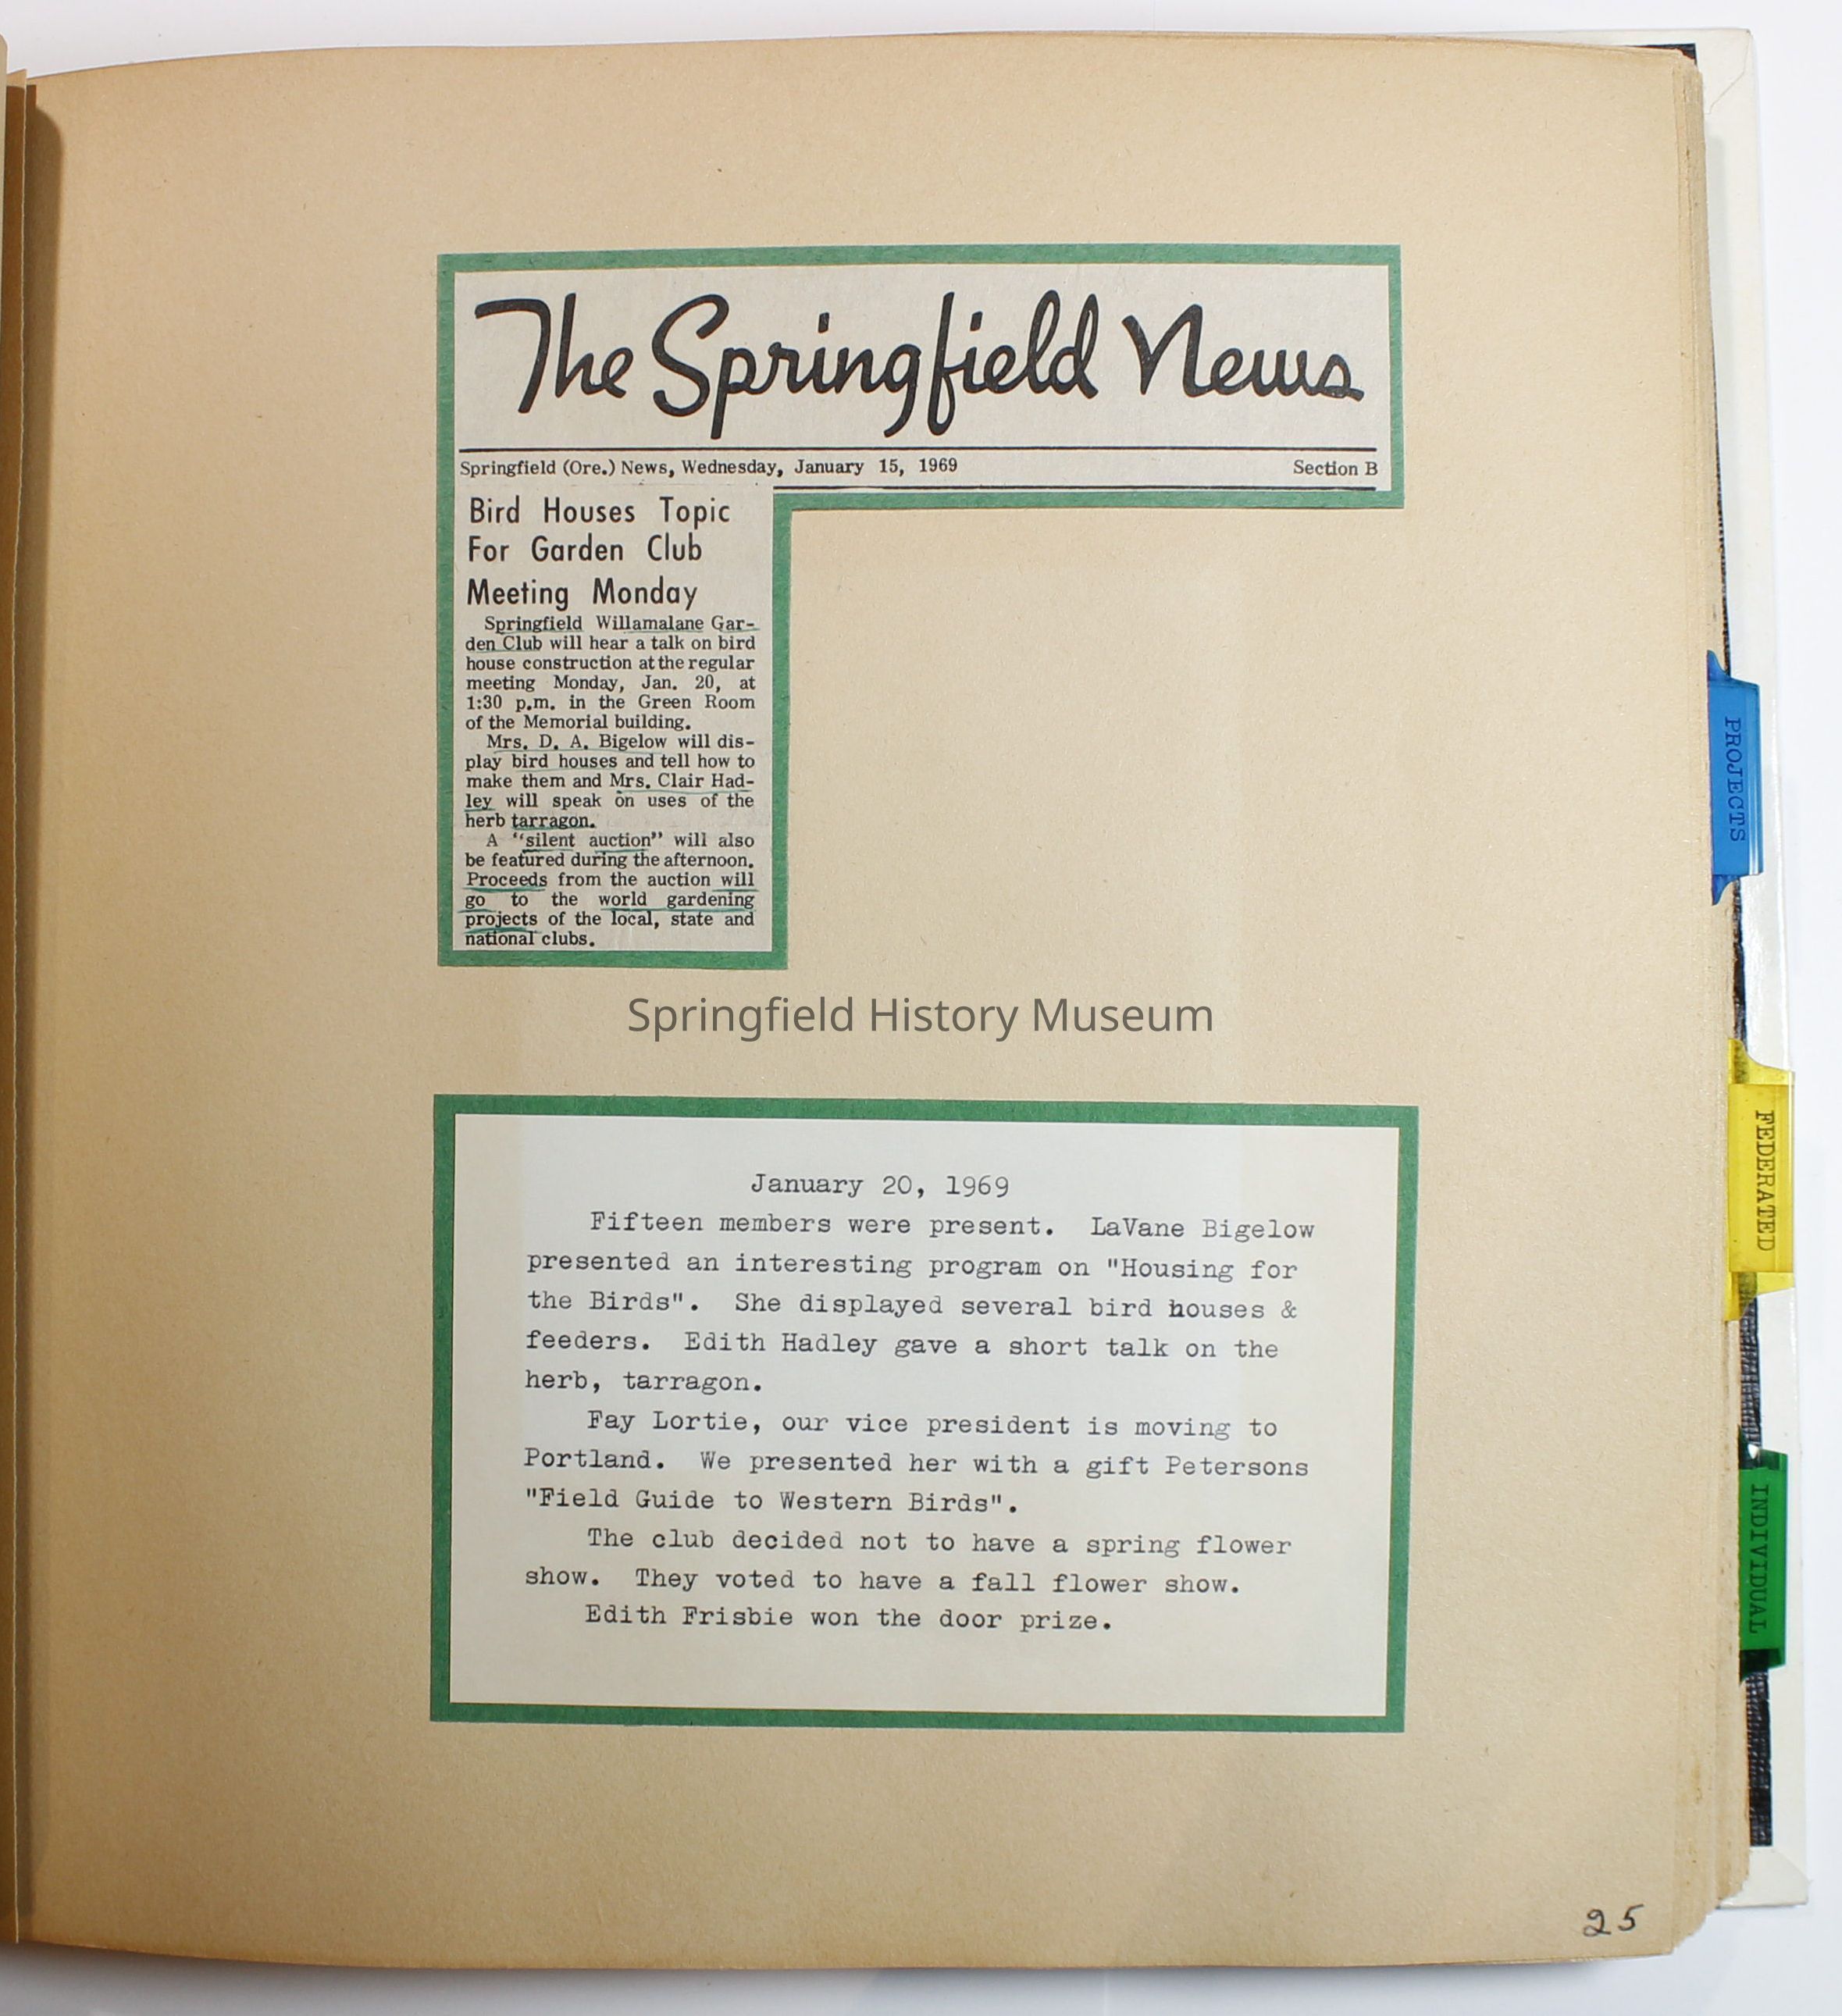 The Springfield News
Springfield (Ore.) News, Wednesday, January 15, 1969 Section B
Bird Houses Topic
For Garden Club
Meeting Monday
Springfield Willamalane Gar-
den Club will hear a talk on bird
house construction at the regular
meeting Monday, Jan. 20, at
1:30 p.m. in the Green Room
of the Memorial building.
Mrs. D. A. Bigelow will dis-
play bird houses and tell how to
make them and Mrs. Clair Had-
ley will speak on uses of the
herb tarragon.
A "silent auction" will also
be featured during the afternoon.
Proceeds from the auction will
go to the world gardening
projects of the local, state and
national clubs.
Springfield History Museum
January 20, 1969
Fifteen members were present. LaVane Bigelow
presented an interesting program on "Housing for
the Birds". She displayed several bird houses &
feeders. Edith Hadley gave a short talk on the
herb, tarragon.
Fay Lortie, our vice president is moving to
Portland. We presented her with a gift Petersons
"Field Guide to Western Birds".
The club decided not to have a spring flower
show. They voted to have a fall flower show.
Edith Frisbie won the door prize.
PROJECTS
FEDERATED
INDIVIDUAL
25